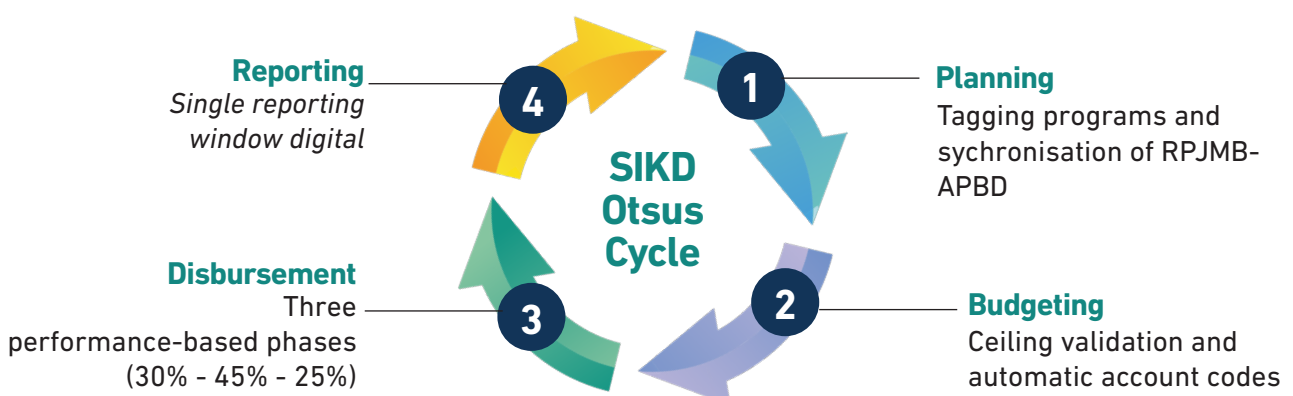 SIKD
Otsus
Cycle
1
Planning
Tagging programs and
sychronisation of RPJMB-
APBD
2
Budgeting
Ceiling validation and
automatic account codes
3
Disbursement
Three
performance-based phases
(30% - 45% - 25%)
4
Reporting
Single reporting
window digital